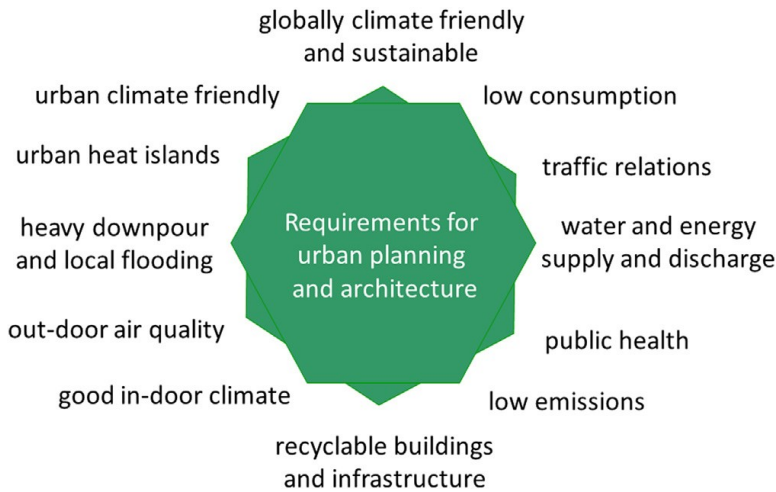 globally climate friendly
and sustainable
urban climate friendly
low consumption
urban heat islands
traffic relations
heavy downpour
and local flooding
Requirements for
urban planning
and architecture
water and energy
supply and discharge
out-door air quality
public health
good in-door climate
low emissions
recyclable buildings
and infrastructure